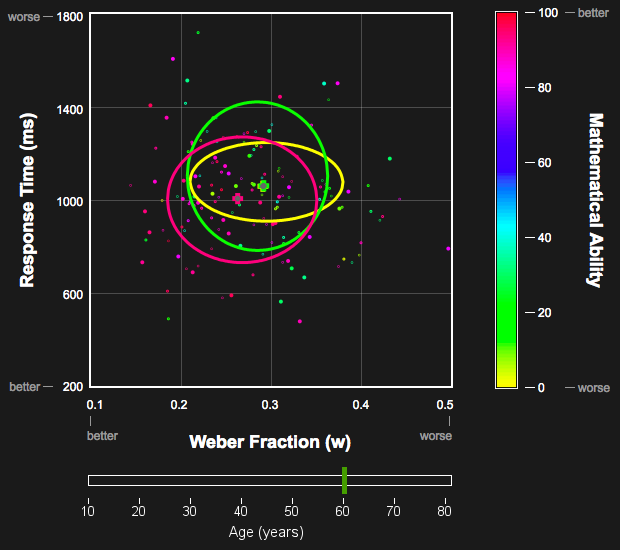 worse
1800
1400
1000
600
better
200
Response Time (ms)
0.1
0.2
0.3
0.4
0.5
better
Weber Fraction (w)
worse
100
better
80
60
40
20
0
worse
Mathematical Ability
10
20
30
40
50
60
70
80
Age (years)